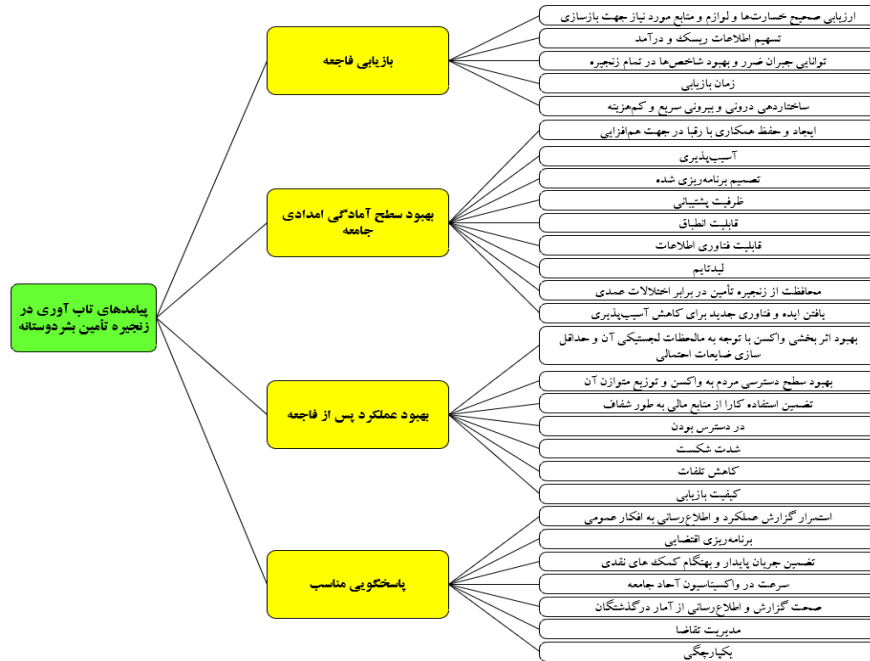 پیامدهای تاب آوری در
زنجیره تأمین بشردوستانه
بازیابی فاجعه
ارزیابی صحیح خسارت‌ها و لوازم و منابع مورد نیاز جهت بازسازی
تسهیم اطلاعات ریسک و درآمد
توانایی جبران ضرر و بهبود شاخص‌ها در تمام زنجیره
زمان بازیابی
ساختاردهی درونی و بیرونی سریع و کم‌هزینه
بهبود سطح آمادگی امدادی
جامعه
ایجاد و حفظ همکاری با رقبا در جهت هم‌افزایی
آسیب‌پذیری
تصمیم برنامه‌ریزی شده
ظرفیت پشتیبانی
قابلیت انطباق
قابلیت فناوری اطلاعات
لیدتایم
محافظت از زنجیره تأمین در برابر اختلالات عمدی
یافتن ایده و فناوری جدید برای کاهش آسیب‌پذیری
بهبود عملکرد پس از فاجعه
بهبود اثر بخشی واکسن با توجه به مالحظات لجستیکی آن و حداقل
سازی ضایعات احتمالی
بهبود سطح دسترسی مردم به واکسن و توزیع متوازن آن
تضمین استفاده کارا از منابع مالی به طور شفاف
در دسترس بودن
شدت شکست
کاهش تلفات
کیفیت بازیابی
پاسخگویی مناسب
استمرار گزارش عملکرد و اطلاع‌رسانی به افکار عمومی
برنامه‌ریزی اقتضایی
تضمین جریان پایدار و بهنگام کمک های نقدی
سرعت در واکسیناسیون آحاد جامعه
صحت گزارش و اطلاع‌رسانی از آمار درگذشتگان
مدیریت تقاضا
یکپارچگی